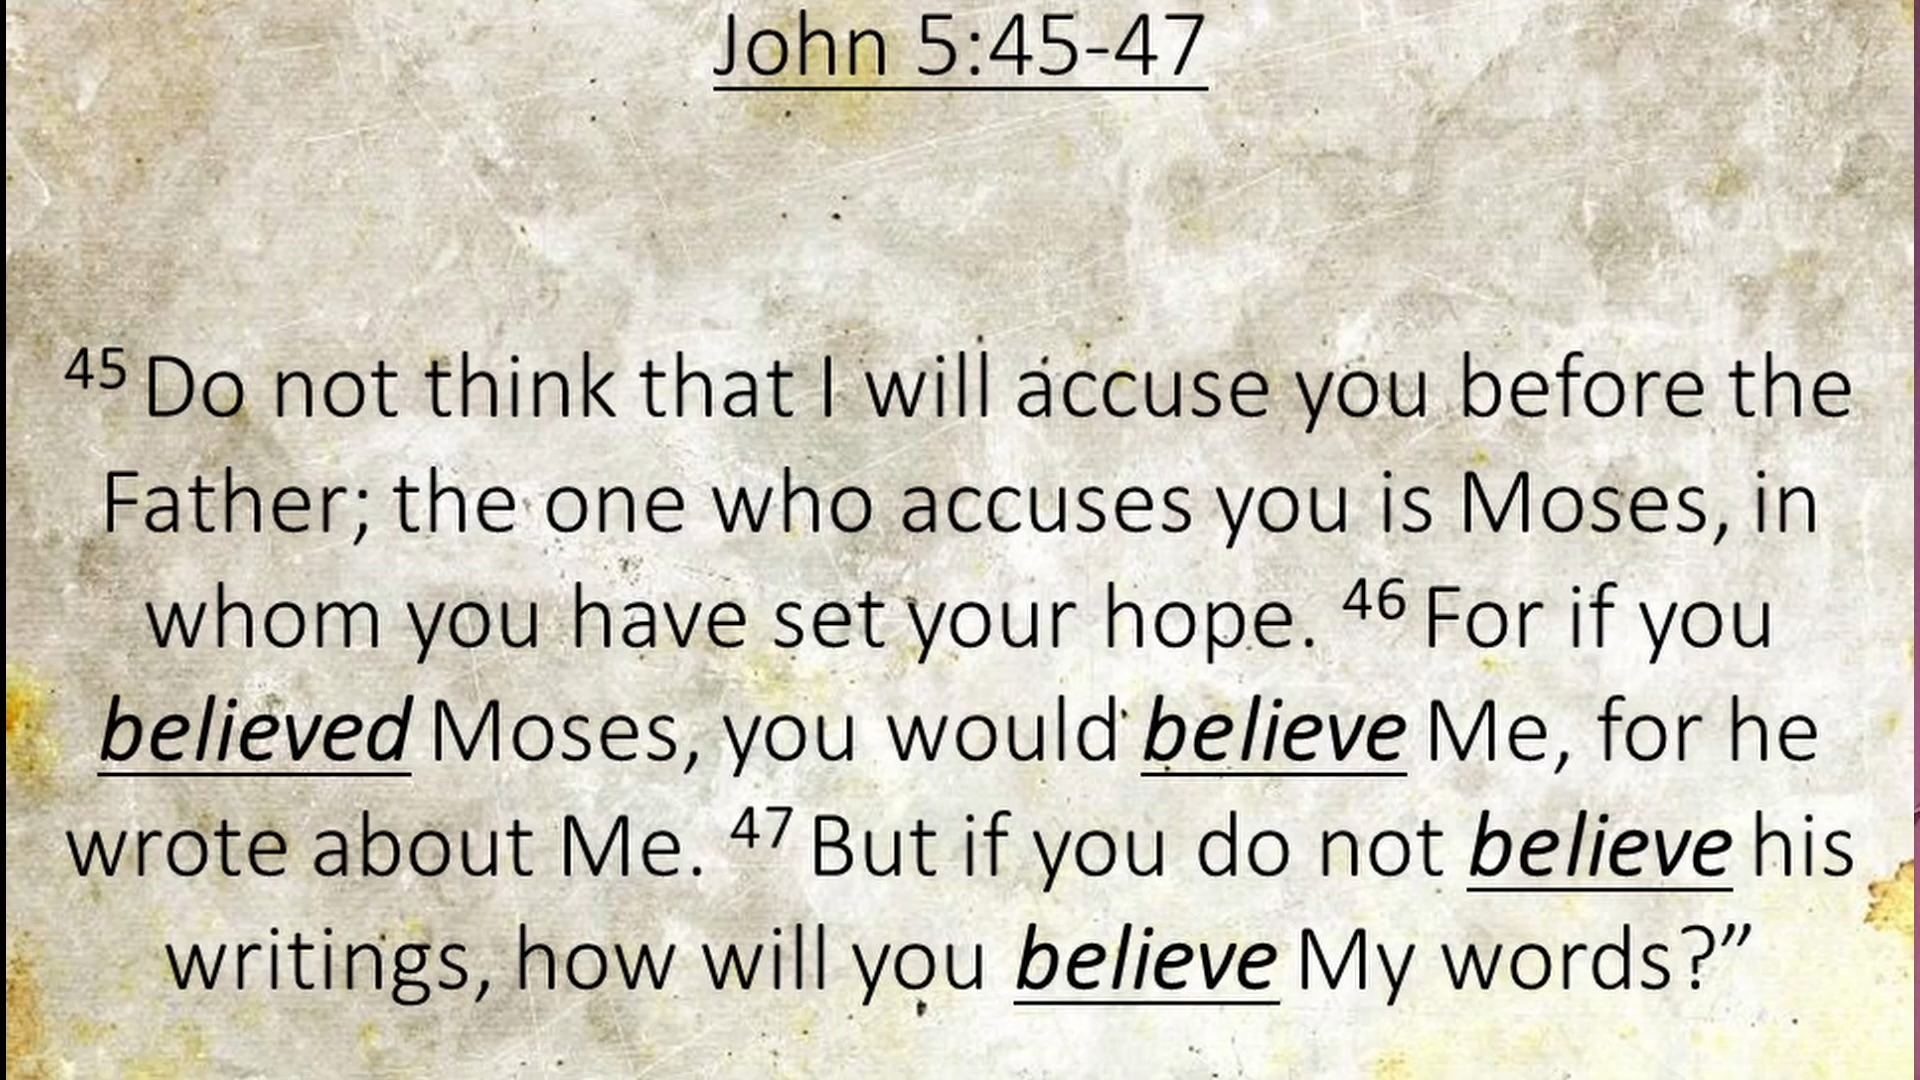 John 5:45-47
45 Do not think that I will accuse you before the
Father; the one who accuses you is Moses, in
whom you have set your hope. 46 For if you
believed Moses, you would believe Me, for he
wrote about Me. 47 But if you do not believe his
writings, how will you believe My words?”